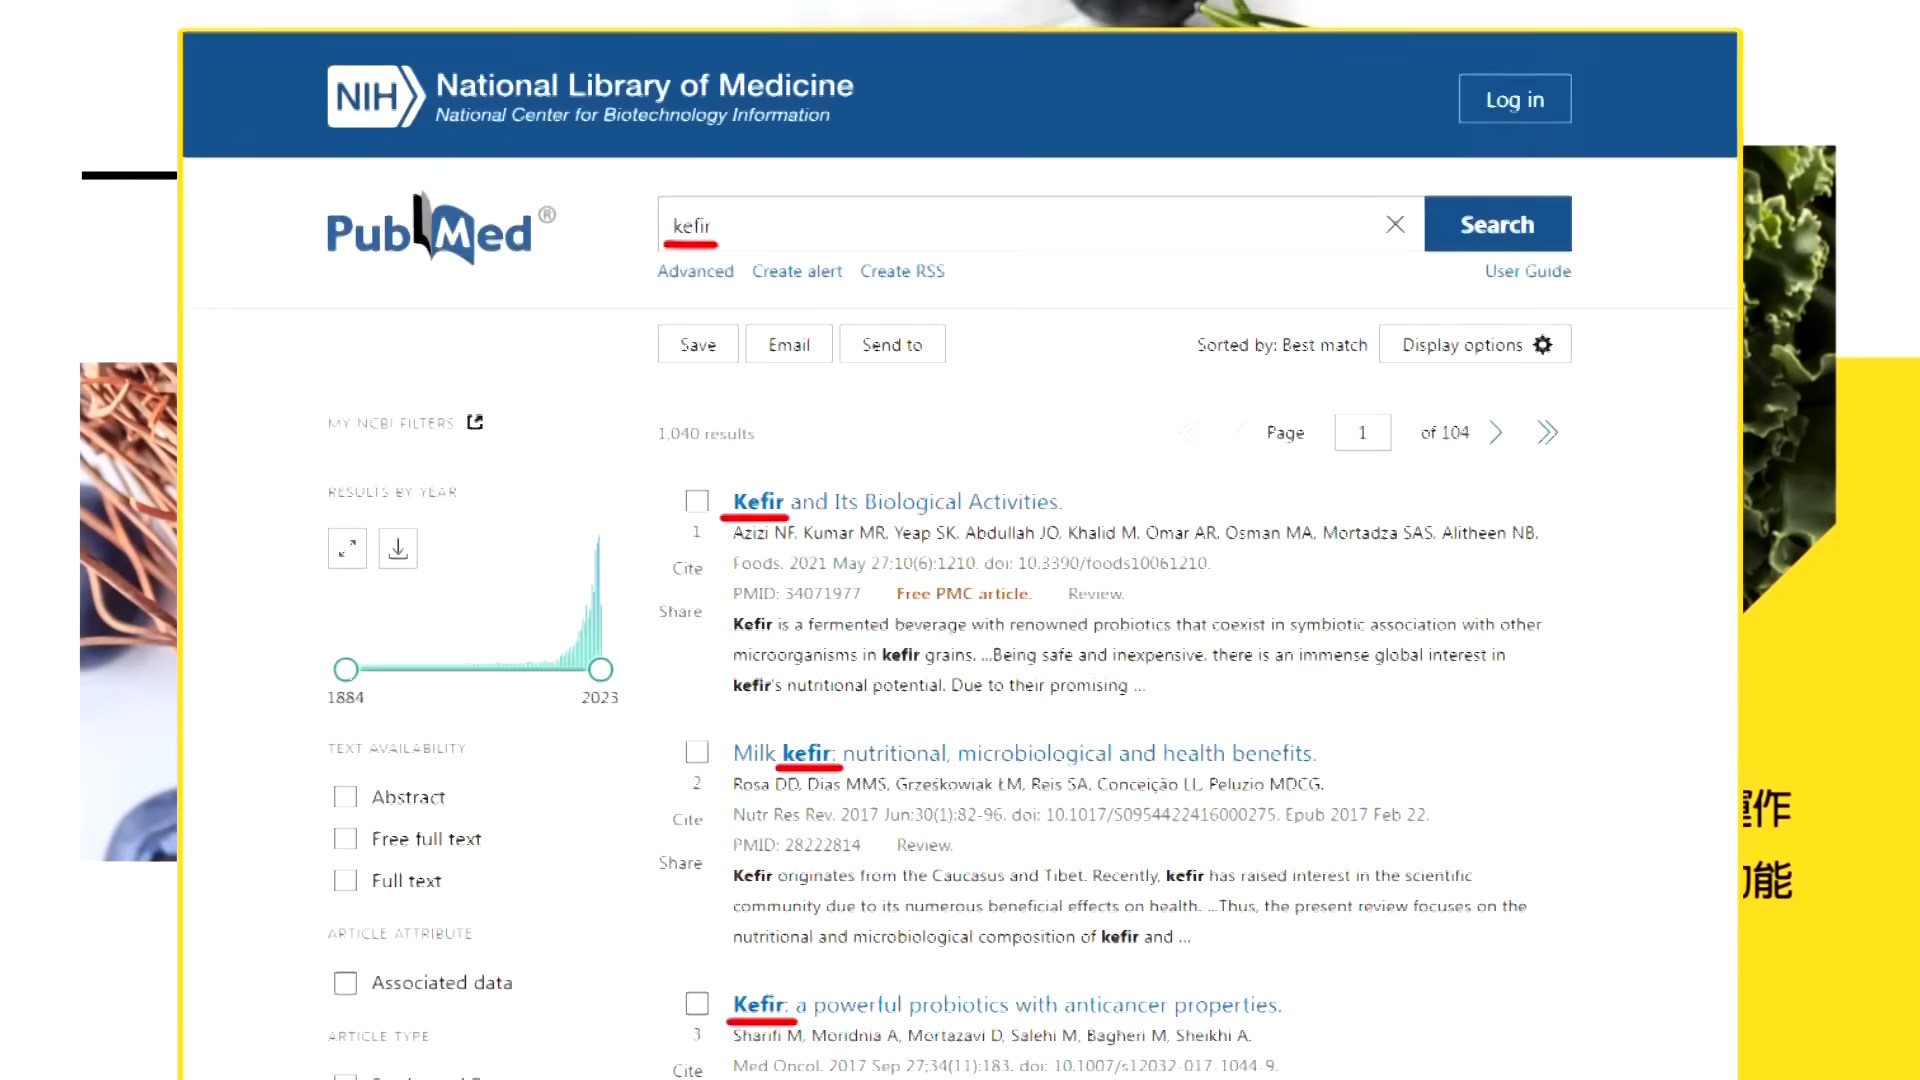 NIH National Library of Medicine
National Center for Biotechnology Information
Log in
PubMed®
kefir
Search
Advanced Create alert Create RSS
User Guide
Save Email Send to
Sorted by: Best match Display options
MY NCBI FILTERS
1,040 results
Page 1 of 104
RESULTS BY YEAR
1884 2023
TEXT AVAILABILITY
Abstract
Free full text
Full text
ARTICLE ATTRIBUTE
Associated data
ARTICLE TYPE
Kefir and Its Biological Activities.
1
Azizi NF, Kumar MR, Yeap SK, Abdullah JO, Khalid M, Omar AR, Osman MA, Mortadza SAS, Alitheen NB.
Cite
Foods. 2021 May 27;10(6):1210. doi: 10.3390/foods10061210.
PMID: 34071977 Free PMC article. Review.
Share
Kefir is a fermented beverage with renowned probiotics that coexist in symbiotic association with other
microorganisms in kefir grains. ...Being safe and inexpensive, there is an immense global interest in
kefir's nutritional potential. Due to their promising ...
Milk kefir: nutritional, microbiological and health benefits.
2
Rosa DD, Dias MMS, Grześkowiak ŁM, Reis SA, Conceição LL, Peluzio MDCG.
Cite
Nutr Res Rev. 2017 Jun;30(1):82-96. doi: 10.1017/S0954422416000275. Epub 2017 Feb 22.
PMID: 28222814 Review.
Share
Kefir originates from the Caucasus and Tibet. Recently, kefir has raised interest in the scientific
community due to its numerous beneficial effects on health. ...Thus, the present review focuses on the
nutritional and microbiological composition of kefir and ...
Kefir: a powerful probiotics with anticancer properties.
3
Sharifi M, Moridnia A, Mortazavi D, Salehi M, Bagheri M, Sheikhi A.
Cite
Med Oncol. 2017 Sep 27;34(11):183. doi: 10.1007/s12032-017-1044-9.
作
能